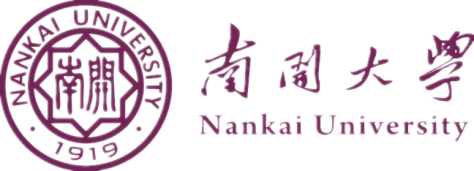 NANKAI UNIVERSITY
南開
· 1919 ·
南開大學
Nankai University